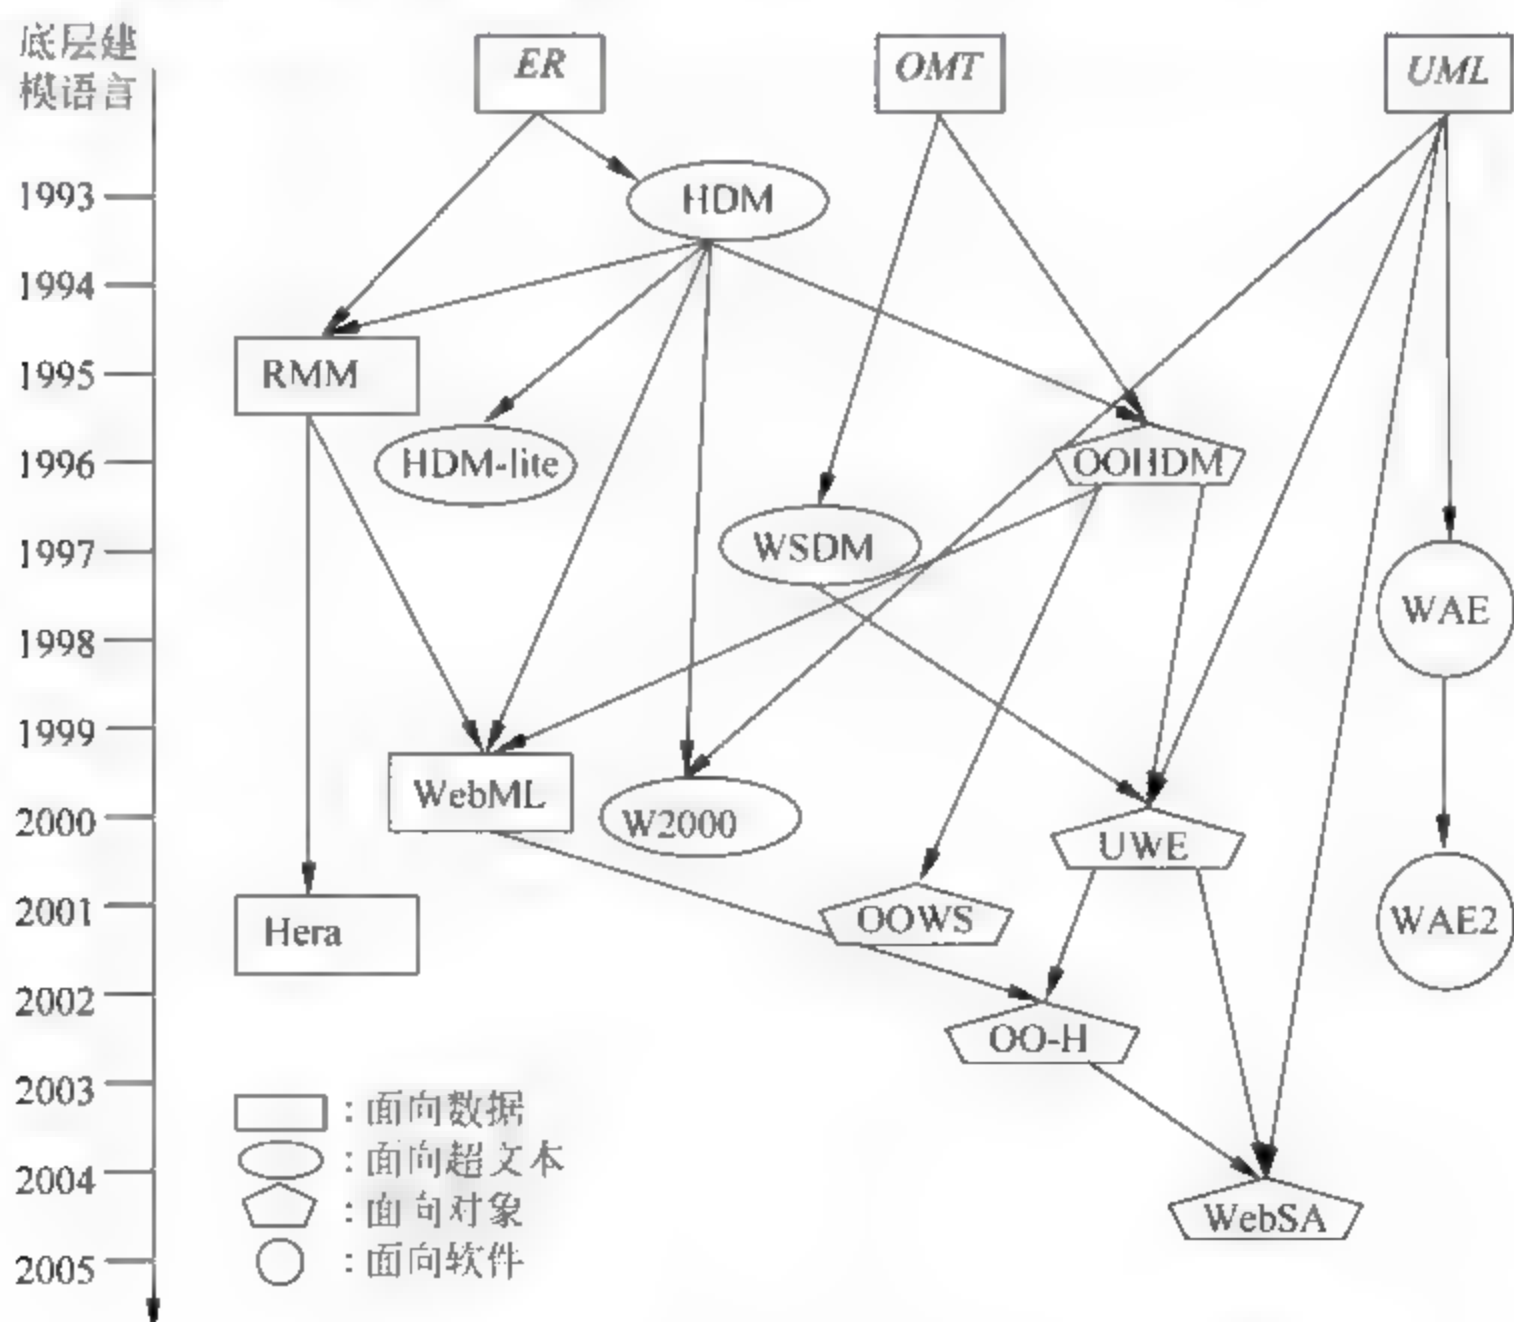 底层建
模语言
ER
OMT
UML
1993
HDM
1994
RMM
1995
HDM-lite
1996
OOHDM
1997
WSDM
WAE
1998
1999
WebML
W2000
2000
UWE
2001
Hera
OOWS
WAE2
2002
OO-H
2003
:面向数据
:面向超文本
2004
:面向对象
WebSA
:面向软件
2005